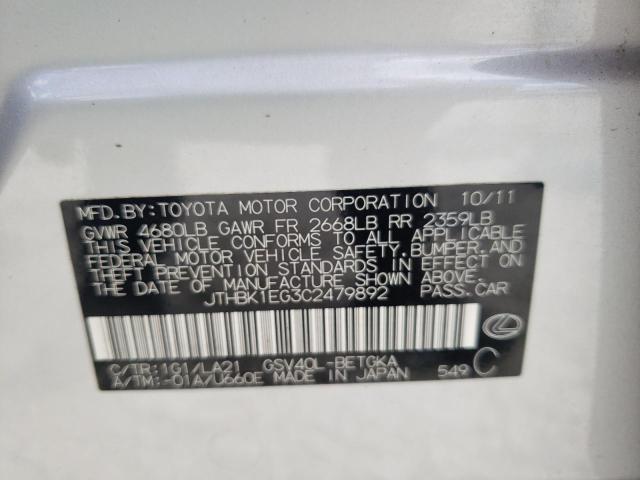 MFD.BY:TOYOTA MOTOR CORPORATION 10/11
GVWR 4680LB GAWR FR 2668LB RR 2359LB
THIS VEHICLE CONFORMS TO ALL APPLICABLE
FEDERAL MOTOR VEHICLE SAFETY,BUMPER,AND
THEFT PREVENTION STANDARDS IN EFFECT ON
THE DATE OF MANUFACTURE SHOWN ABOVE.
JTHBK1EG3C2479892 PASS.CAR
C/TR:1G1/LA21 GSV40L-BETGKA
A/TM:-01A/U660E MADE IN JAPAN 549 C